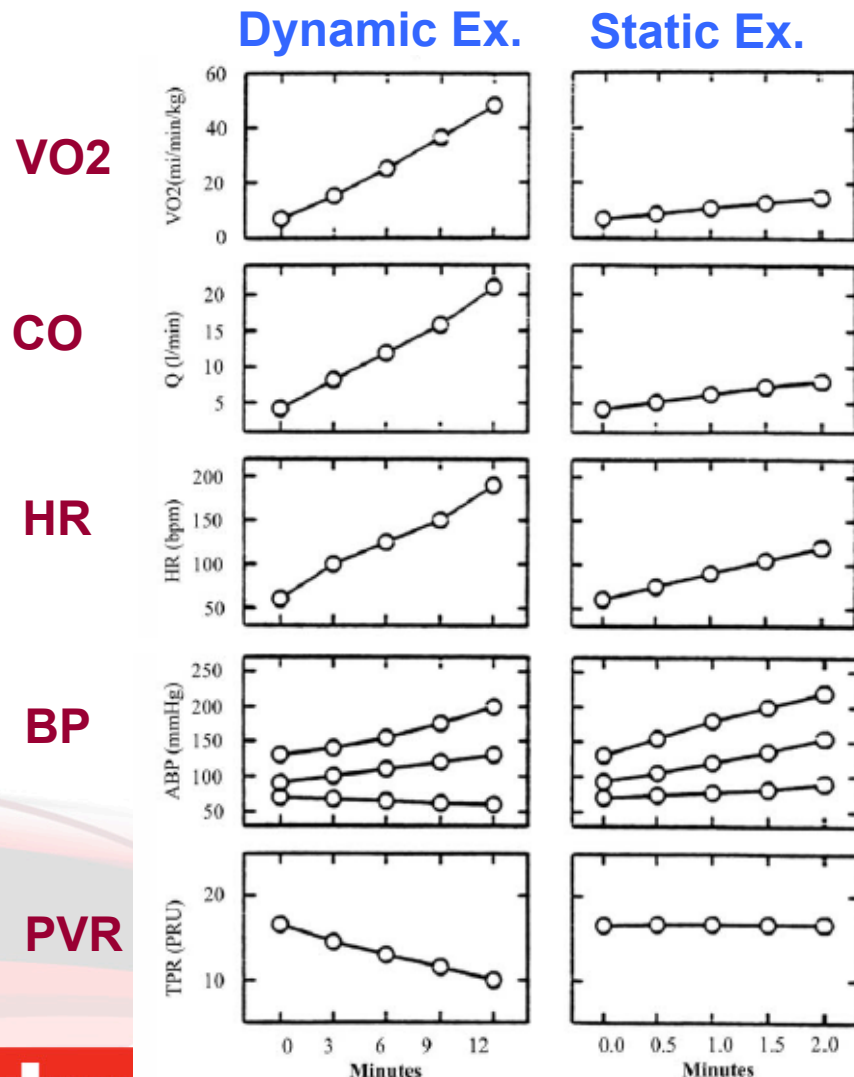 Dynamic Ex. Static Ex.
VO2
VO2(mi/min/kg)
60
40
20
0
CO
Q (l/min)
20
15
10
5
HR
HR (bpm)
200
150
100
50
BP
ABP (mmHg)
250
200
150
100
50
PVR
TPR (PRU)
20
10
0 3 6 9 12 0.0 0.5 1.0 1.5 2.0
Minutes Minutes